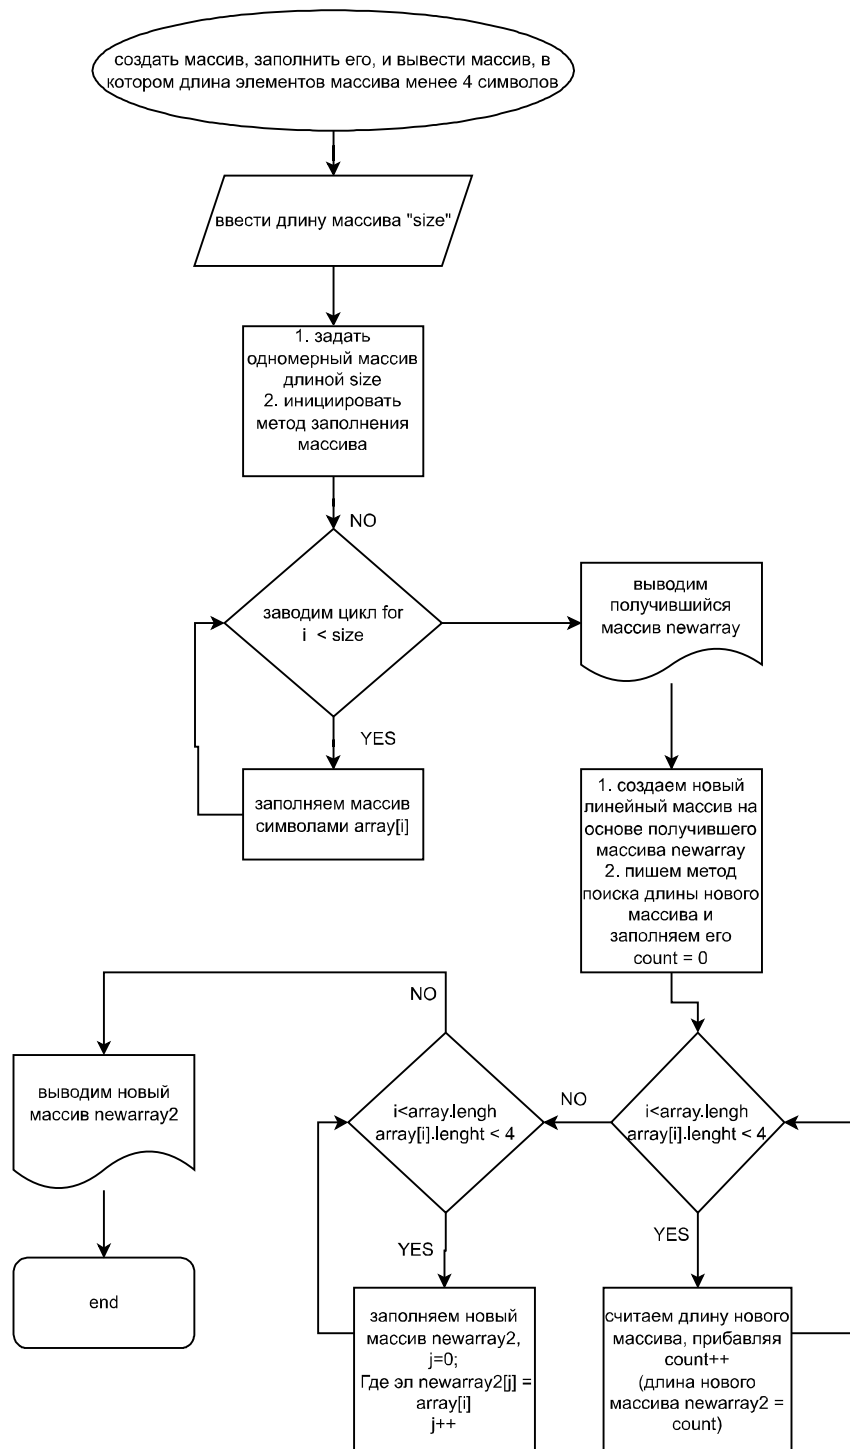 создать массив, заполнить его, и вывести массив, в
котором длина элементов массива менее 4 символов
ввести длину массива "size"
1. задать
одномерный массив
длиной size
2. инициировать
метод заполнения
массива
NO
заводим цикл for
i < size
YES
заполняем массив
символами array[i]
выводим
получившийся
массив newarray
1. создаем новый
линейный массив на
основе получившего
массива newarray
2. пишем метод
поиска длины нового
массива и
заполняем его
count = 0
i<array.lengh
array[i].lenght < 4
YES
считаем длину нового
массива, прибавляя
count++
(длина нового
массива newarray2 =
count)
NO
i<array.lengh
array[i].lenght < 4
YES
заполняем новый
массив newarray2,
j=0;
Где эл newarray2[j] =
array[i]
j++
NO
выводим новый
массив newarray2
end